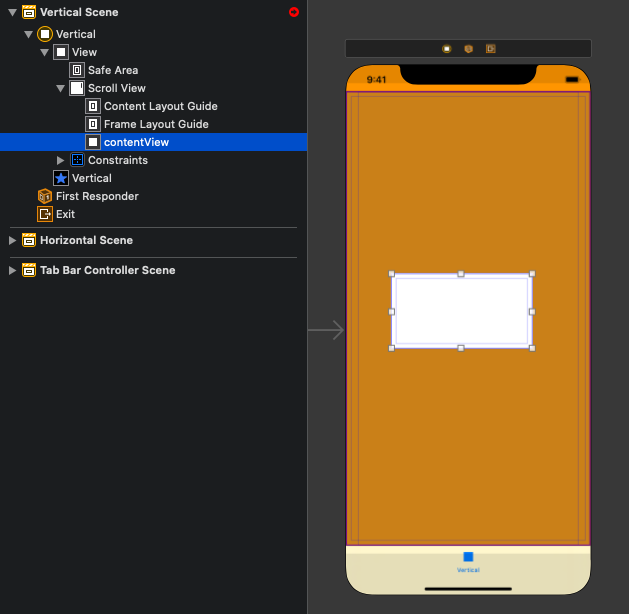 Vertical Scene
Vertical
View
Safe Area
Scroll View
Content Layout Guide
Frame Layout Guide
contentView
Constraints
Vertical
First Responder
Exit
Horizontal Scene
Tab Bar Controller Scene
9:41
Vertical